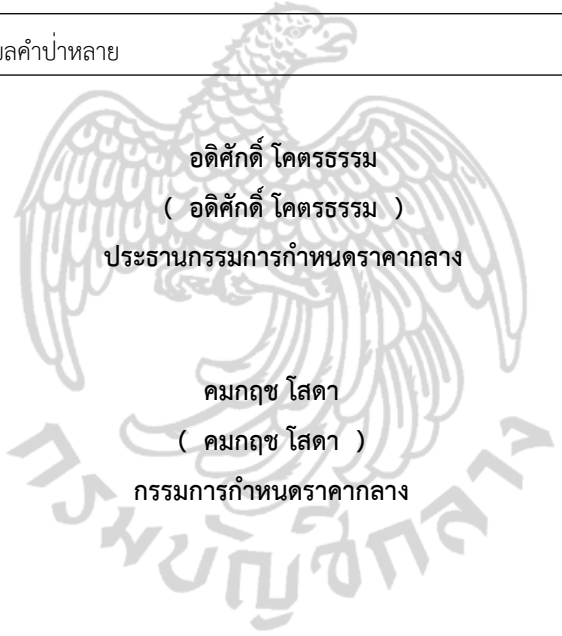 คำป่าหลาย
อดิศักดิ์ โคตรธรรม
( อดิศักดิ์ โคตรธรรม )
ประธานกรรมการกำหนดราคากลาง
คมกฤช โสดา
( คมกฤช โสดา )
กรรมการกำหนดราคากลาง
กรมบัญชีกลาง